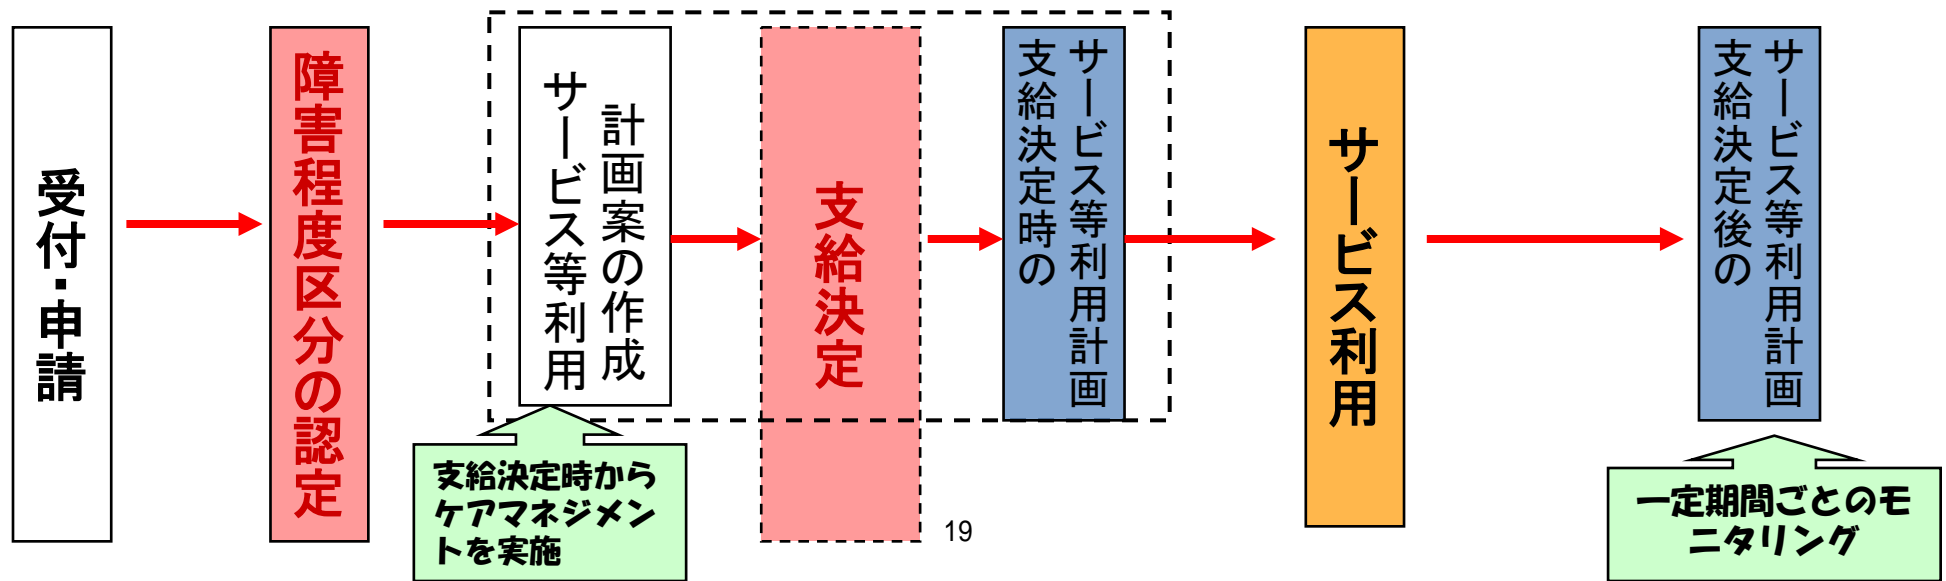 受付・申請
障害程度区分の認定
サービス等利用
計画案の作成
支給決定
支給決定時の
サービス等利用計画
サービス利用
支給決定後の
サービス等利用計画
支給決定時から
ケアマネジメン
トを実施
一定期間ごとのモ
ニタリング
19